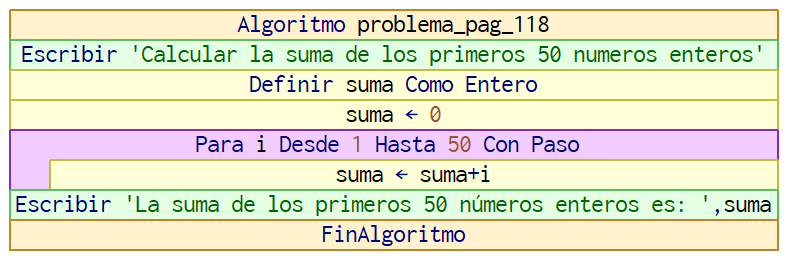 Algoritmo problema_pag_118
Escribir 'Calcular la suma de los primeros 50 numeros enteros'
Definir suma Como Entero
suma ← 0
Para i Desde 1 Hasta 50 Con Paso
suma ← suma+i
Escribir 'La suma de los primeros 50 números enteros es: ',suma
FinAlgoritmo